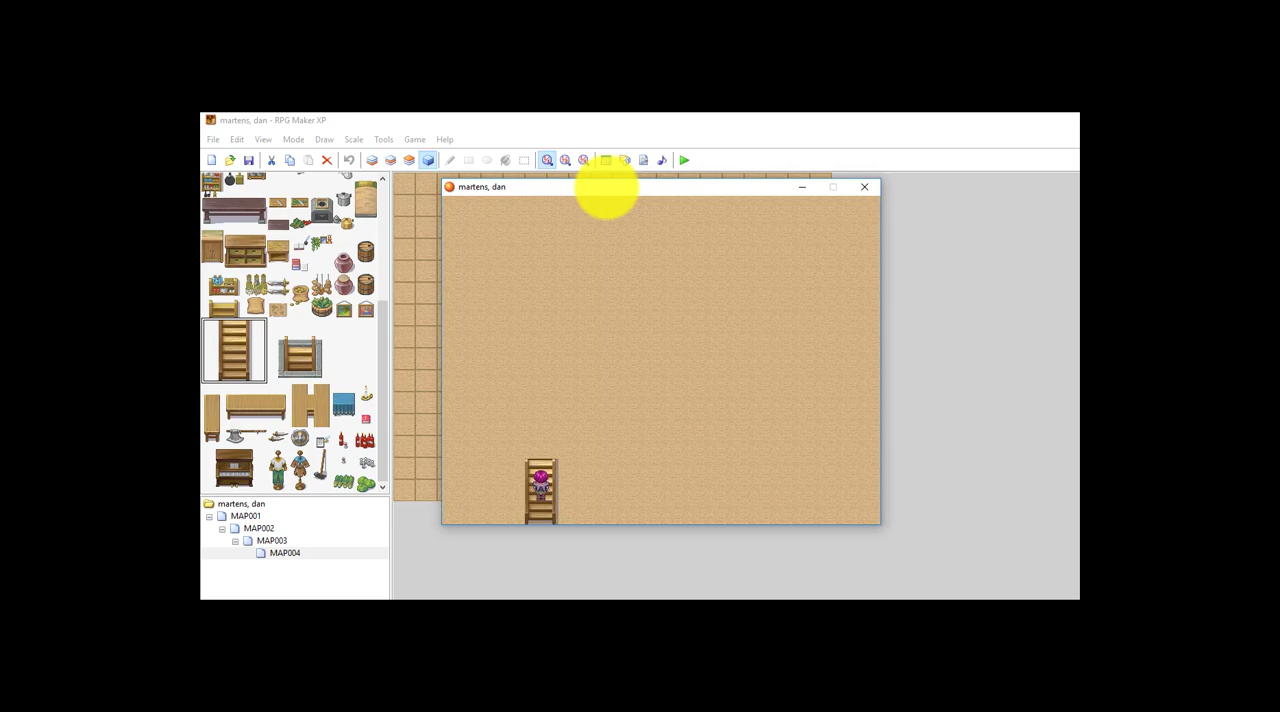 martens, dan - RPG Maker XP
File Edit View Mode Draw Scale Tools Game Help
martens, dan
martens, dan
MAP001
MAP002
MAP003
MAP004